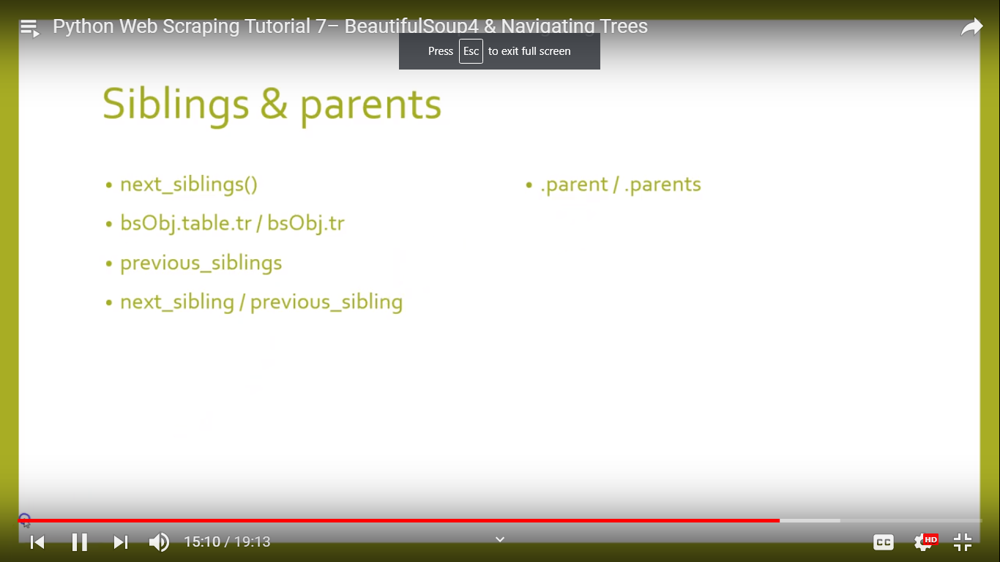 Python Web Scraping Tutorial 7– BeautifulSoup4 & Navigating Trees
Press Esc to exit full screen
Siblings & parents
• next_siblings()
• bsObj.table.tr / bsObj.tr
• previous_siblings
• next_sibling / previous_sibling
• .parent / .parents
15:10 / 19:13
CC
HD